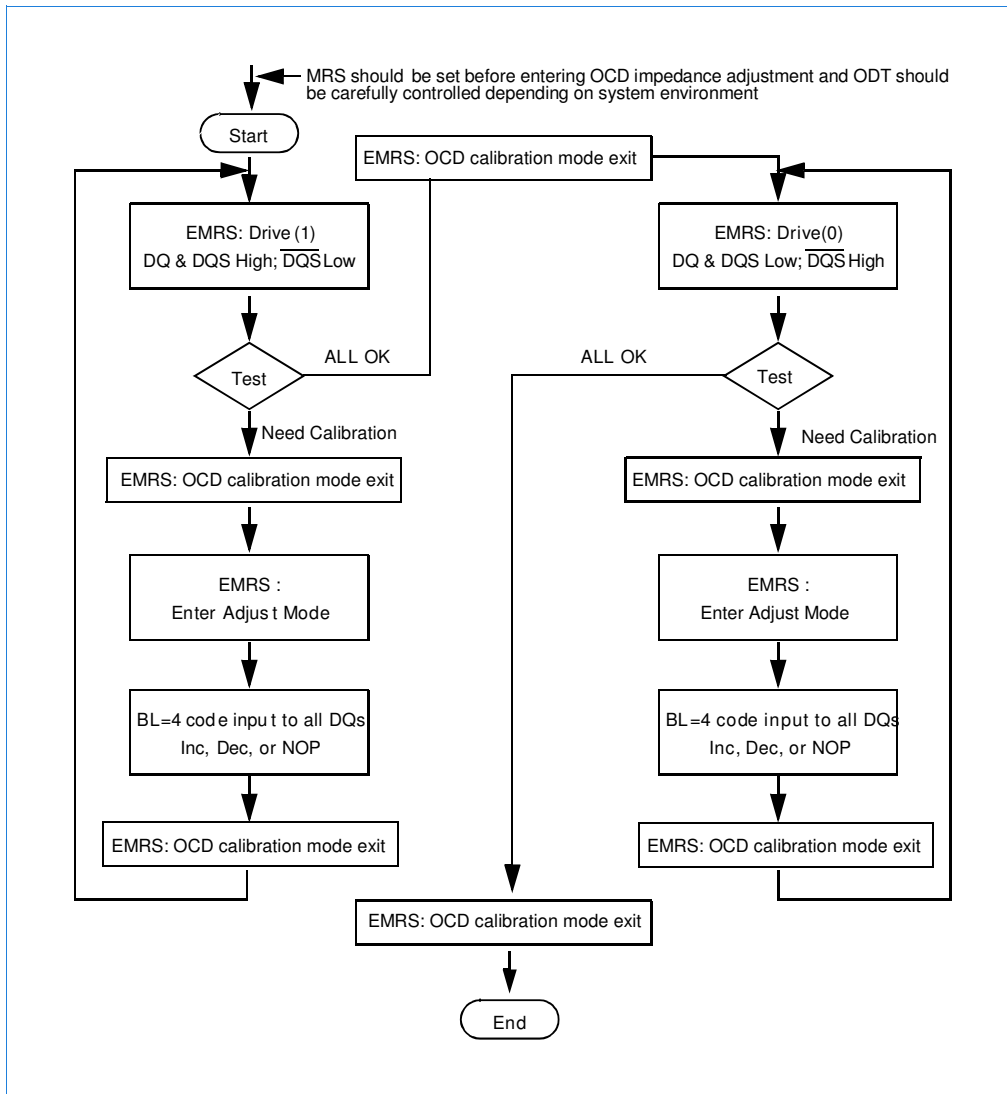 MRS should be set before entering OCD impedance adjustment and ODT should
be carefully controlled depending on system environment
Start
EMRS: OCD calibration mode exit
EMRS: Drive (1)
DQ & DQS High; DQS Low
ALL OK
Test
Need Calibration
EMRS: OCD calibration mode exit
EMRS :
Enter Adjust Mode
BL=4 code input to all DQs
Inc, Dec, or NOP
EMRS: OCD calibration mode exit
EMRS: Drive(0)
DQ & DQS Low; DQS High
ALL OK
Test
Need Calibration
EMRS: OCD calibration mode exit
EMRS :
Enter Adjust Mode
BL=4 code input to all DQs
Inc, Dec, or NOP
EMRS: OCD calibration mode exit
EMRS: OCD calibration mode exit
End